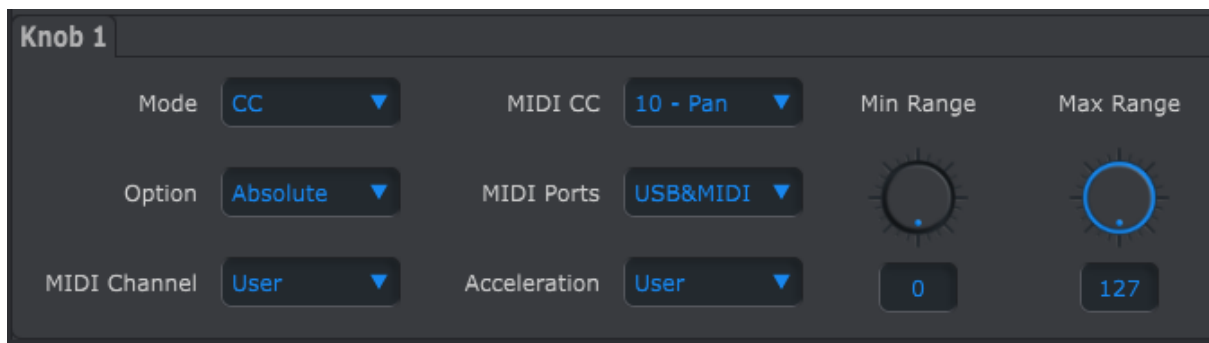 Knob 1
Mode CC MIDI CC 10 - Pan Min Range Max Range
Option Absolute MIDI Ports USB&MIDI
MIDI Channel User Acceleration User 0 127